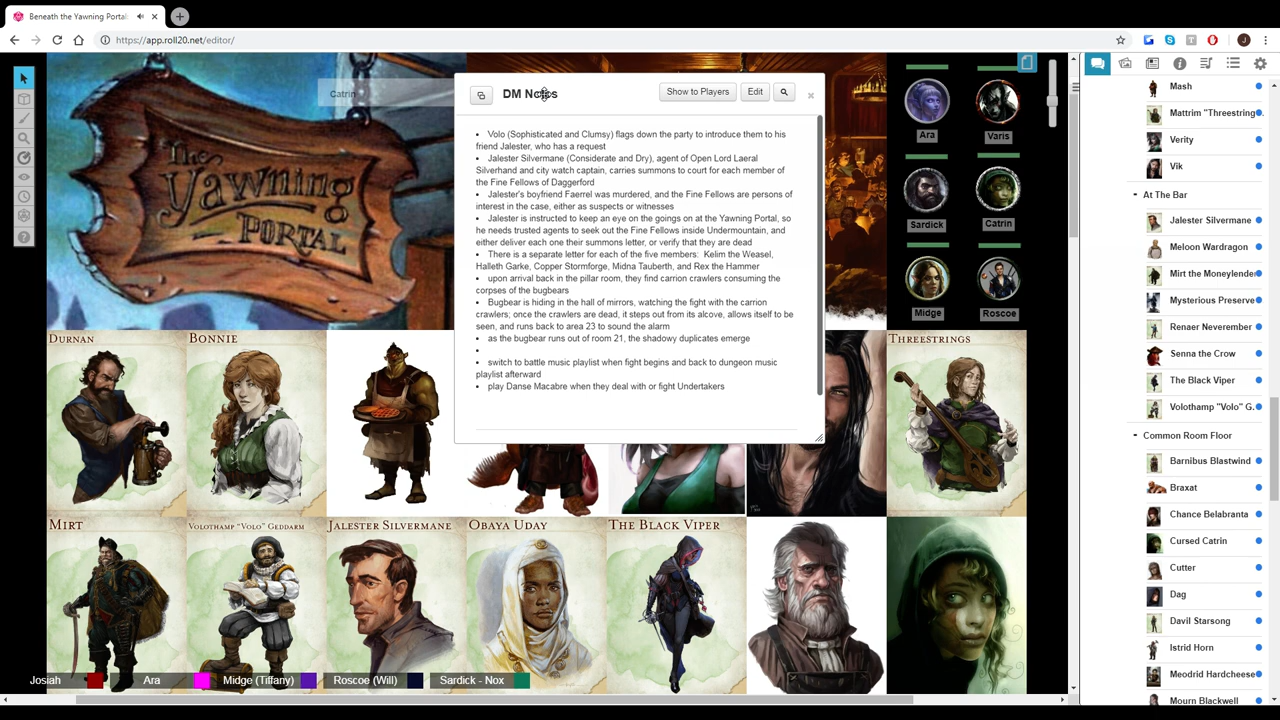 Beneath the Yawning Porta
https://app.roll20.net/editor/
The
Yawning
PORTAL
Catrin
DM Notes
Show to Players
Edit
Volo (Sophisticated and Clumsy) flags down the party to introduce them to his
friend Jalester, who has a request
Jalester Silvermane (Considerate and Dry), agent of Open Lord Laeral
Silverhand and city watch captain, carries summons to court for each member of
the Fine Fellows of Daggerford
Jalester's boyfriend Faerrel was murdered, and the Fine Fellows are persons of
interest in the case, either as suspects or witnesses
Jalester is instructed to keep an eye on the goings on at the Yawning Portal, so
he needs trusted agents to seek out the Fine Fellows inside Undermountain, and
either deliver each one their summons letter, or verify that they are dead
There is a separate letter for each of the five members: Kelim the Weasel,
Halleth Garke, Copper Stormforge, Midna Tauberth, and Rex the Hammer
upon arrival back in the pillar room, they find carrion crawlers consuming the
corpses of the bugbears
Bugbear is hiding in the hall of mirrors, watching the fight with the carrion
crawlers; once the crawlers are dead, it steps out from its alcove, allows itself to be
seen, and runs back to area 23 to sound the alarm
as the bugbear runs out of room 21, the shadowy duplicates emerge
switch to battle music playlist when fight begins and back to dungeon music
playlist afterward
play Danse Macabre when they deal with or fight Undertakers
Ara
Varis
Sardick
Catrin
Midge
Roscoe
DURNAN
BONNIE
THREESTRINGS
MIRT
VOLOTHAMP "VOLO" GEDDARM
JALESTER SILVERMANE
OBAYA UDAY
THE BLACK VIPER
Josiah
Ara
Midge (Tiffany)
Roscoe (Will)
Sardick - Nox
Mash
Mattrim "Threestring
Verity
Vik
At The Bar
Jalester Silvermane
Meloon Wardragon
Mirt the Moneylende
Mysterious Preserve
Renaer Neverember
Senna the Crow
The Black Viper
Volothamp "Volo" G.
Common Room Floor
Barnibus Blastwind
Braxat
Chance Belabranta
Cursed Catrin
Cutter
Dag
Davil Starsong
Istrid Horn
Meodrid Hardcheese
Mourn Blackwell
J